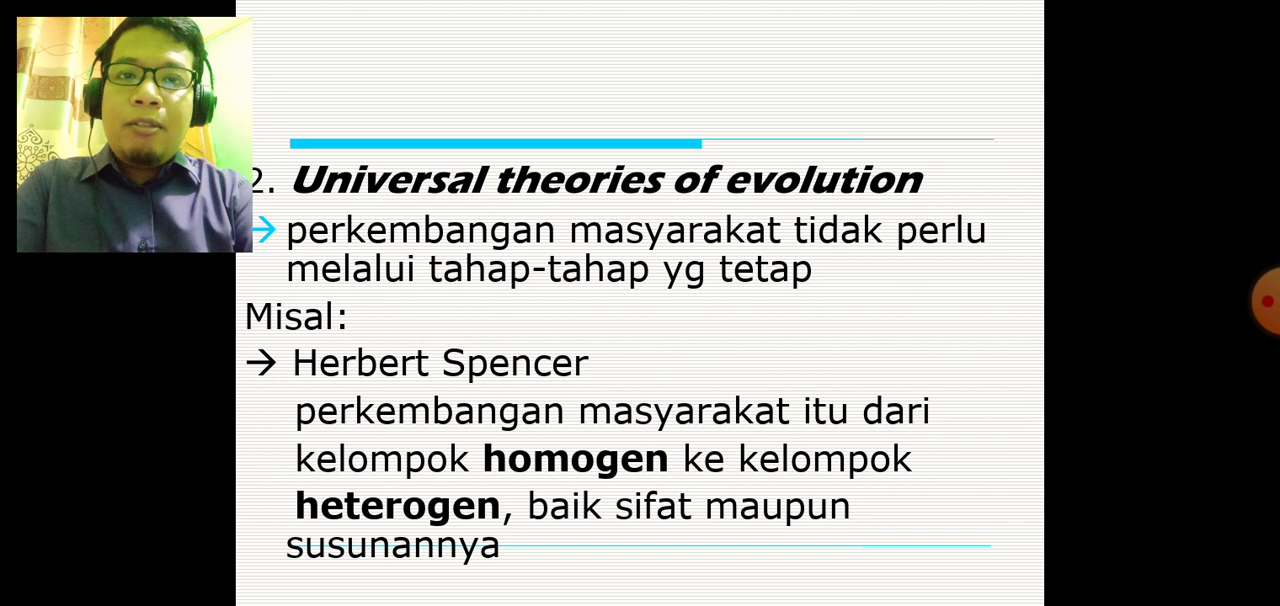 2. Universal theories of evolution
→ perkembangan masyarakat tidak perlu
melalui tahap-tahap yg tetap
Misal:
→ Herbert Spencer
perkembangan masyarakat itu dari
kelompok homogen ke kelompok
heterogen, baik sifat maupun
susunannya